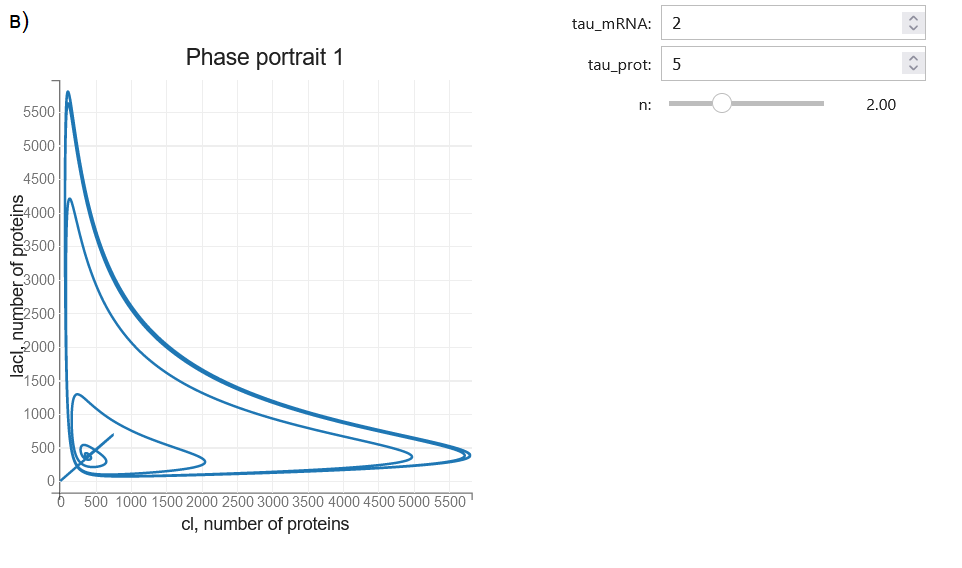 в)
Phase portrait 1
lacI, number of proteins
5500
5000
4500
4000
3500
3000
2500
2000
1500
1000
500
0
0 500 1000 1500 2000 2500 3000 3500 4000 4500 5000 5500
cl, number of proteins
tau_mRNA: 2
tau_prot: 5
n: 2.00